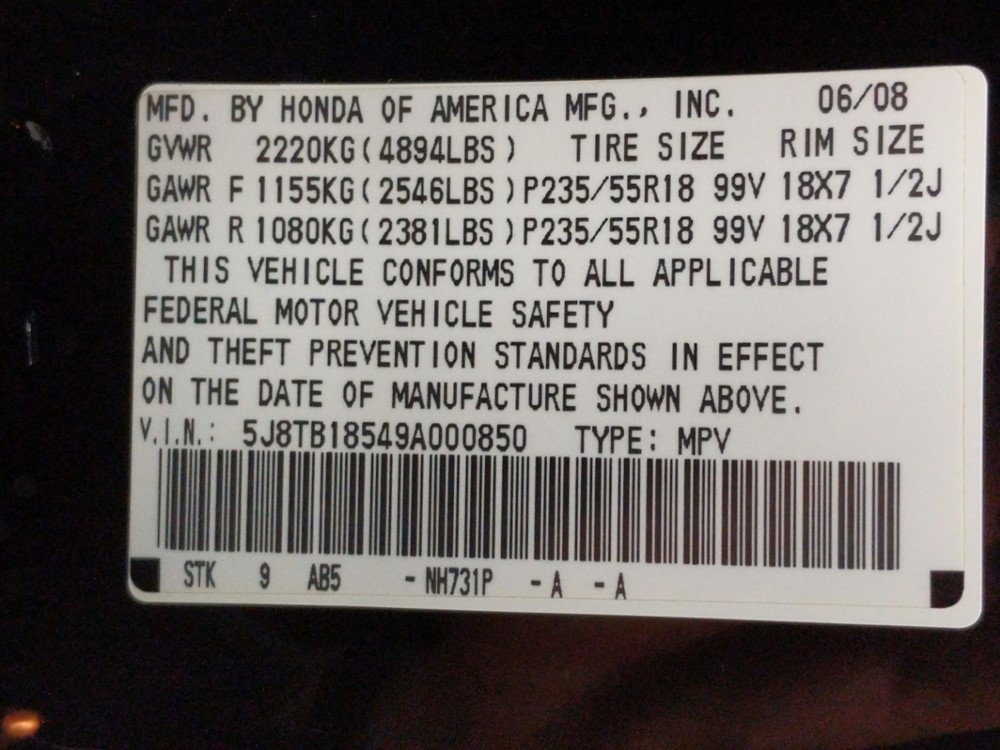 MFD. BY HONDA OF AMERICA MFG., INC. 06/08
GVWR 2220KG(4894LBS) TIRE SIZE RIM SIZE
GAWR F 1155KG(2546LBS)P235/55R18 99V 18X7 1/2J
GAWR R 1080KG(2381LBS)P235/55R18 99V 18X7 1/2J
THIS VEHICLE CONFORMS TO ALL APPLICABLE
FEDERAL MOTOR VEHICLE SAFETY
AND THEFT PREVENTION STANDARDS IN EFFECT
ON THE DATE OF MANUFACTURE SHOWN ABOVE.
V.I.N.: 5J8TB18549A000850 TYPE: MPV
STK 9 AB5 - NH731P - A - A